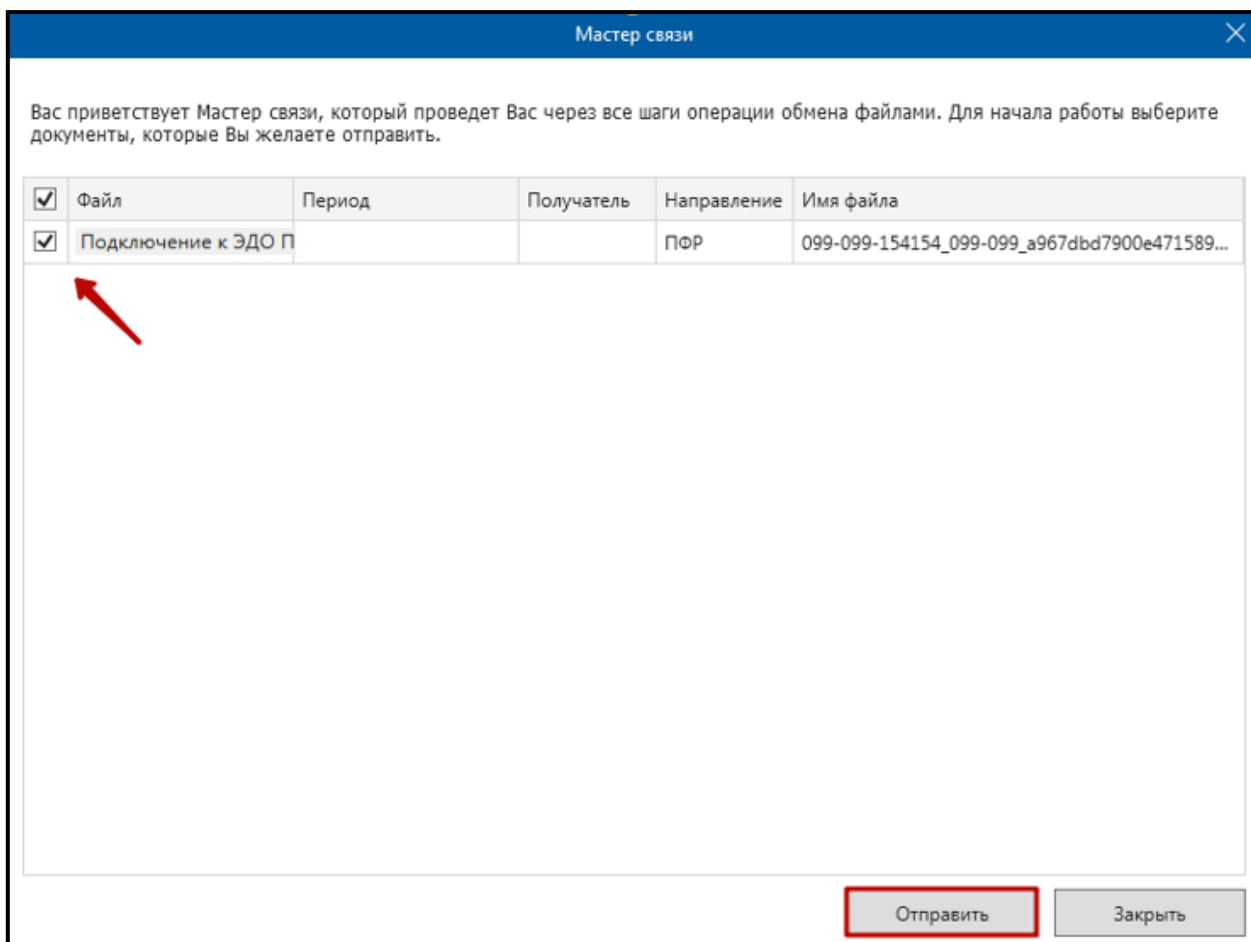 Мастер связи
Вас приветствует Мастер связи, который проведет Вас через все шаги операции обмена файлами. Для начала работы выберите
документы, которые Вы желаете отправить.
Файл Период Получатель Направление Имя файла
Подключение к ЭДО П ПФР 099-099-154154_099-099_a967dbd7900e471589...
Отправить Закрыть